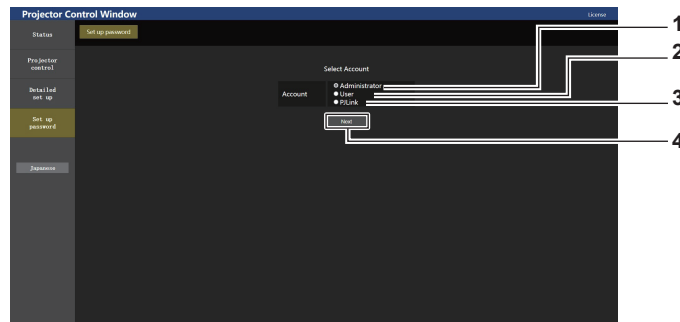 Projector Control Window
License
Status
Set up password
Projector
control
Detailed
set up
Set up
password
Japanese
Select Account
Account
Administrator
User
PJLink
Next
1
2
3
4